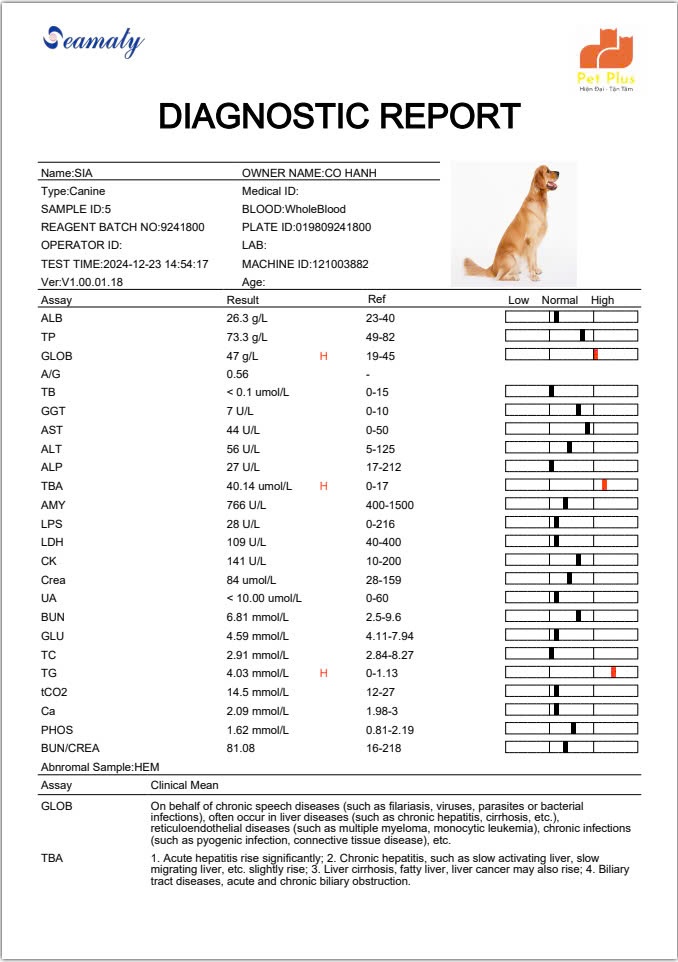 Seamaty
Pet Plus
Hiện Đại - Tận Tâm
DIAGNOSTIC REPORT
Name:SIA OWNER NAME:CO HANH
Type:Canine Medical ID:
SAMPLE ID:5 BLOOD:WholeBlood
REAGENT BATCH NO:9241800 PLATE ID:019809241800
OPERATOR ID: LAB:
TEST TIME:2024-12-23 14:54:17 MACHINE ID:121003882
Ver:V1.00.01.18 Age:
Assay Result Ref Low Normal High
ALB 26.3 g/L 23-40
TP 73.3 g/L 49-82
GLOB 47 g/L H 19-45
A/G 0.56 -
TB < 0.1 umol/L 0-15
GGT 7 U/L 0-10
AST 44 U/L 0-50
ALT 56 U/L 5-125
ALP 27 U/L 17-212
TBA 40.14 umol/L H 0-17
AMY 766 U/L 400-1500
LPS 28 U/L 0-216
LDH 109 U/L 40-400
CK 141 U/L 10-200
Crea 84 umol/L 28-159
UA < 10.00 umol/L 0-60
BUN 6.81 mmol/L 2.5-9.6
GLU 4.59 mmol/L 4.11-7.94
TC 2.91 mmol/L 2.84-8.27
TG 4.03 mmol/L H 0-1.13
tCO2 14.5 mmol/L 12-27
Ca 2.09 mmol/L 1.98-3
PHOS 1.62 mmol/L 0.81-2.19
BUN/CREA 81.08 16-218
Abnromal Sample:HEM
Assay Clinical Mean
GLOB On behalf of chronic speech diseases (such as filariasis, viruses, parasites or bacterial
infections), often occur in liver diseases (such as chronic hepatitis, cirrhosis, etc.),
reticuloendothelial diseases (such as multiple myeloma, monocytic leukemia), chronic infections
(such as pyogenic infection, connective tissue disease), etc.
TBA 1. Acute hepatitis rise significantly; 2. Chronic hepatitis, such as slow activating liver, slow
migrating liver, etc. slightly rise; 3. Liver cirrhosis, fatty liver, liver cancer may also rise; 4. Biliary
tract diseases, acute and chronic biliary obstruction.